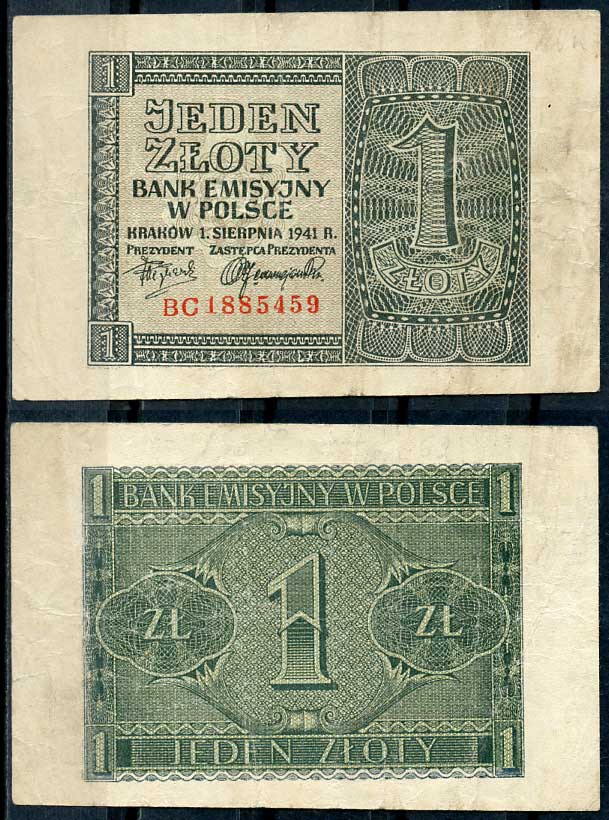 1
JEDEN
ZŁOTY
BANK EMISYJNY
W POLSCE
KRAKÓW 1. SIERPNIA 1941 R.
PREZYDENT ZASTĘPCA PREZYDENTA
BC 1885459
1
1
ZŁOTY
1 BANK EMISYJNY W POLSCE 1
ZŁ 1 ZŁ
1 JEDEN ZŁOTY 1